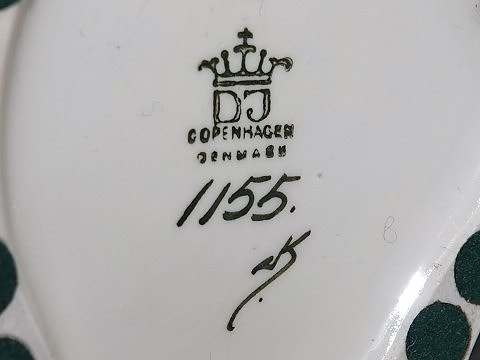 DJ
COPENHAGEN
DENMARK
1155.